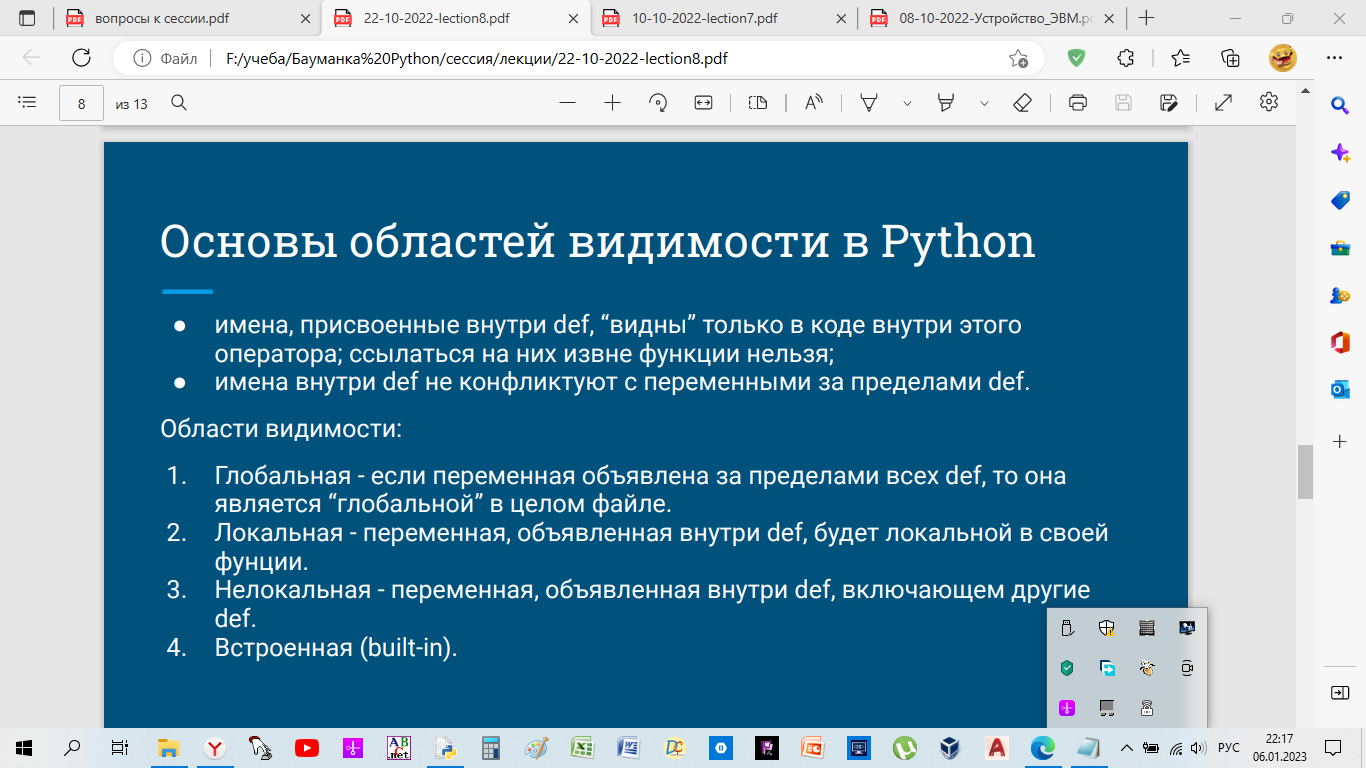 вопросы к сессии.pdf
22-10-2022-lection8.pdf
10-10-2022-lection7.pdf
08-10-2022-Устройство_ЭВМ.pd
Файл
F:/учеба/Бауманка%20Python/сессия/лекции/22-10-2022-lection8.pdf
8 из 13
Основы областей видимости в Python
● имена, присвоенные внутри def, “видны” только в коде внутри этого
оператора; ссылаться на них извне функции нельзя;
● имена внутри def не конфликтуют с переменными за пределами def.
Области видимости:
1. Глобальная - если переменная объявлена за пределами всех def, то она
является “глобальной” в целом файле.
2. Локальная - переменная, объявленная внутри def, будет локальной в своей
фунции.
3. Нелокальная - переменная, объявленная внутри def, включающем другие
def.
4. Встроенная (built-in).
РУС
22:17
06.01.2023